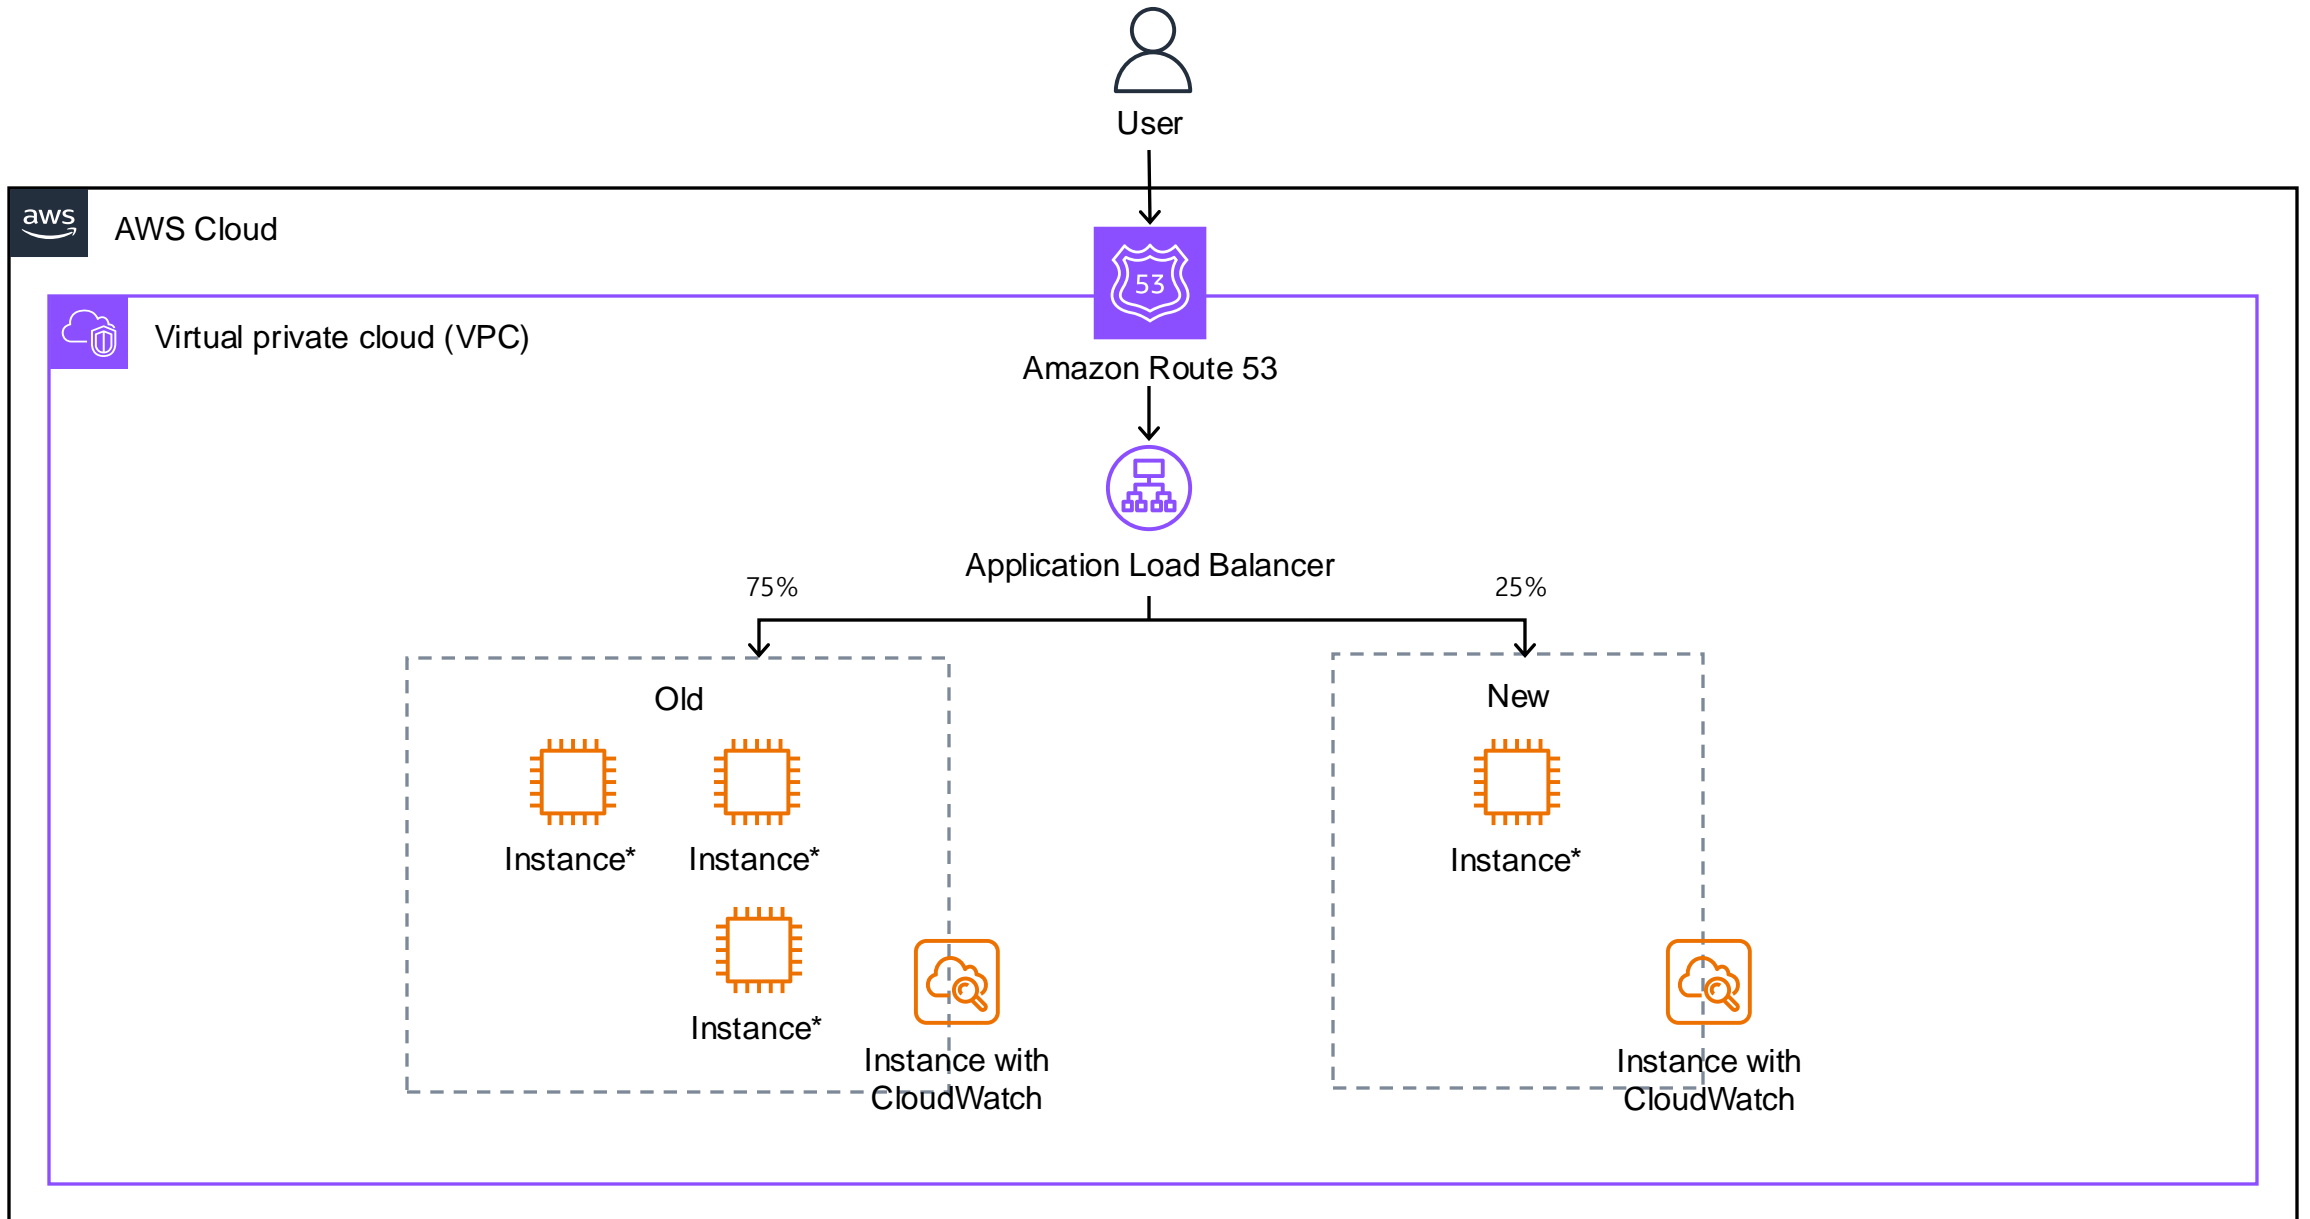 User
aws
AWS Cloud
53
Virtual private cloud (VPC)
Amazon Route 53
Application Load Balancer
75%
25%
Old
New
Instance*
Instance*
Instance*
Instance*
Instance with
CloudWatch
Instance with
CloudWatch